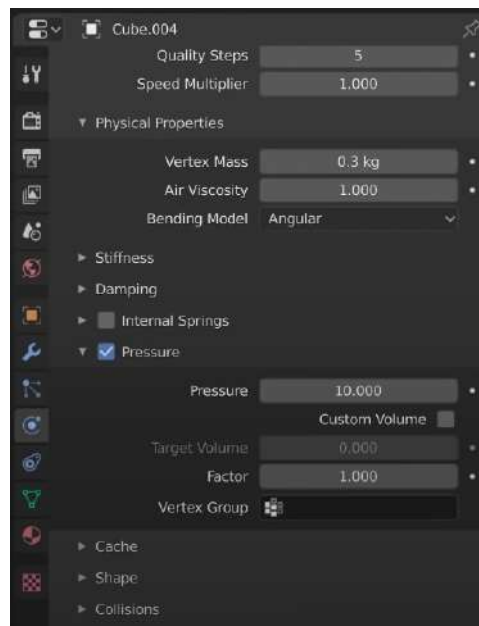 Cube.004
Quality Steps 5
Speed Multiplier 1.000
Physical Properties
Vertex Mass 0.3 kg
Air Viscosity 1.000
Bending Model Angular
Stiffness
Damping
Internal Springs
Pressure
Pressure 10.000
Custom Volume
Target Volume 0.000
Factor 1.000
Vertex Group
Cache
Shape
Collisions